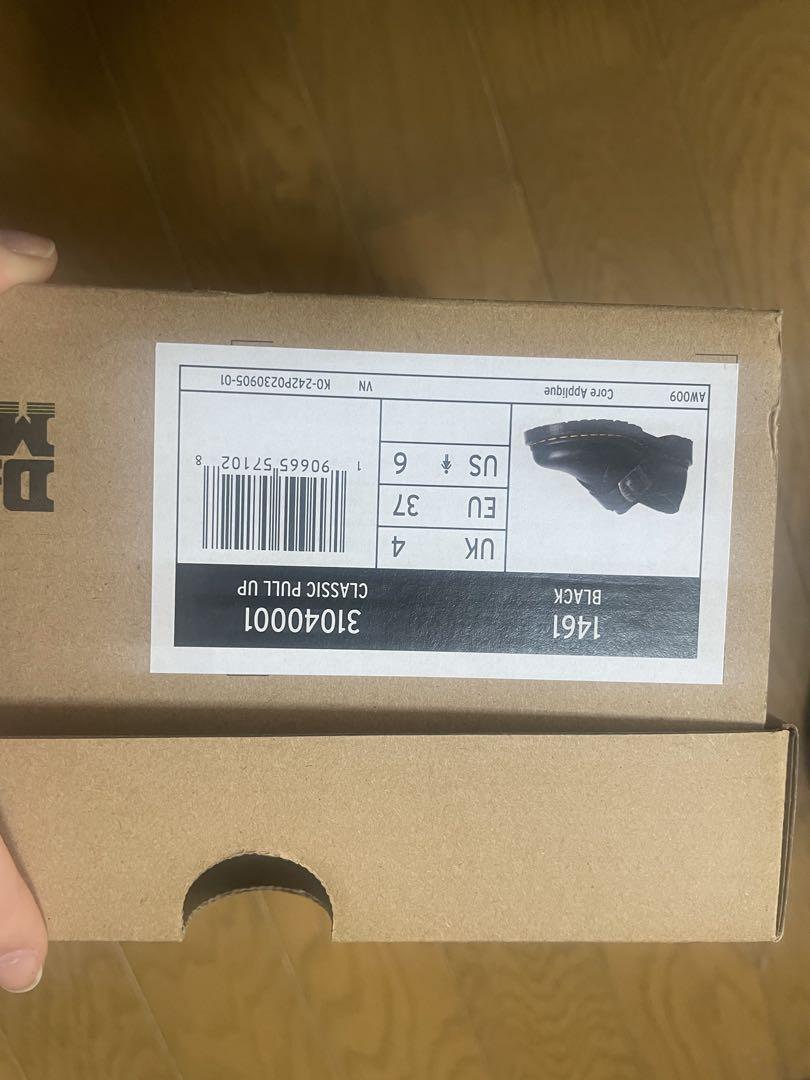 1461
BLACK
31040001
CLASSIC PULL UP
UK 4
EU 37
US 6
1 90665 57102 8
AW009 Core Applique VN K0-242P0230905-01